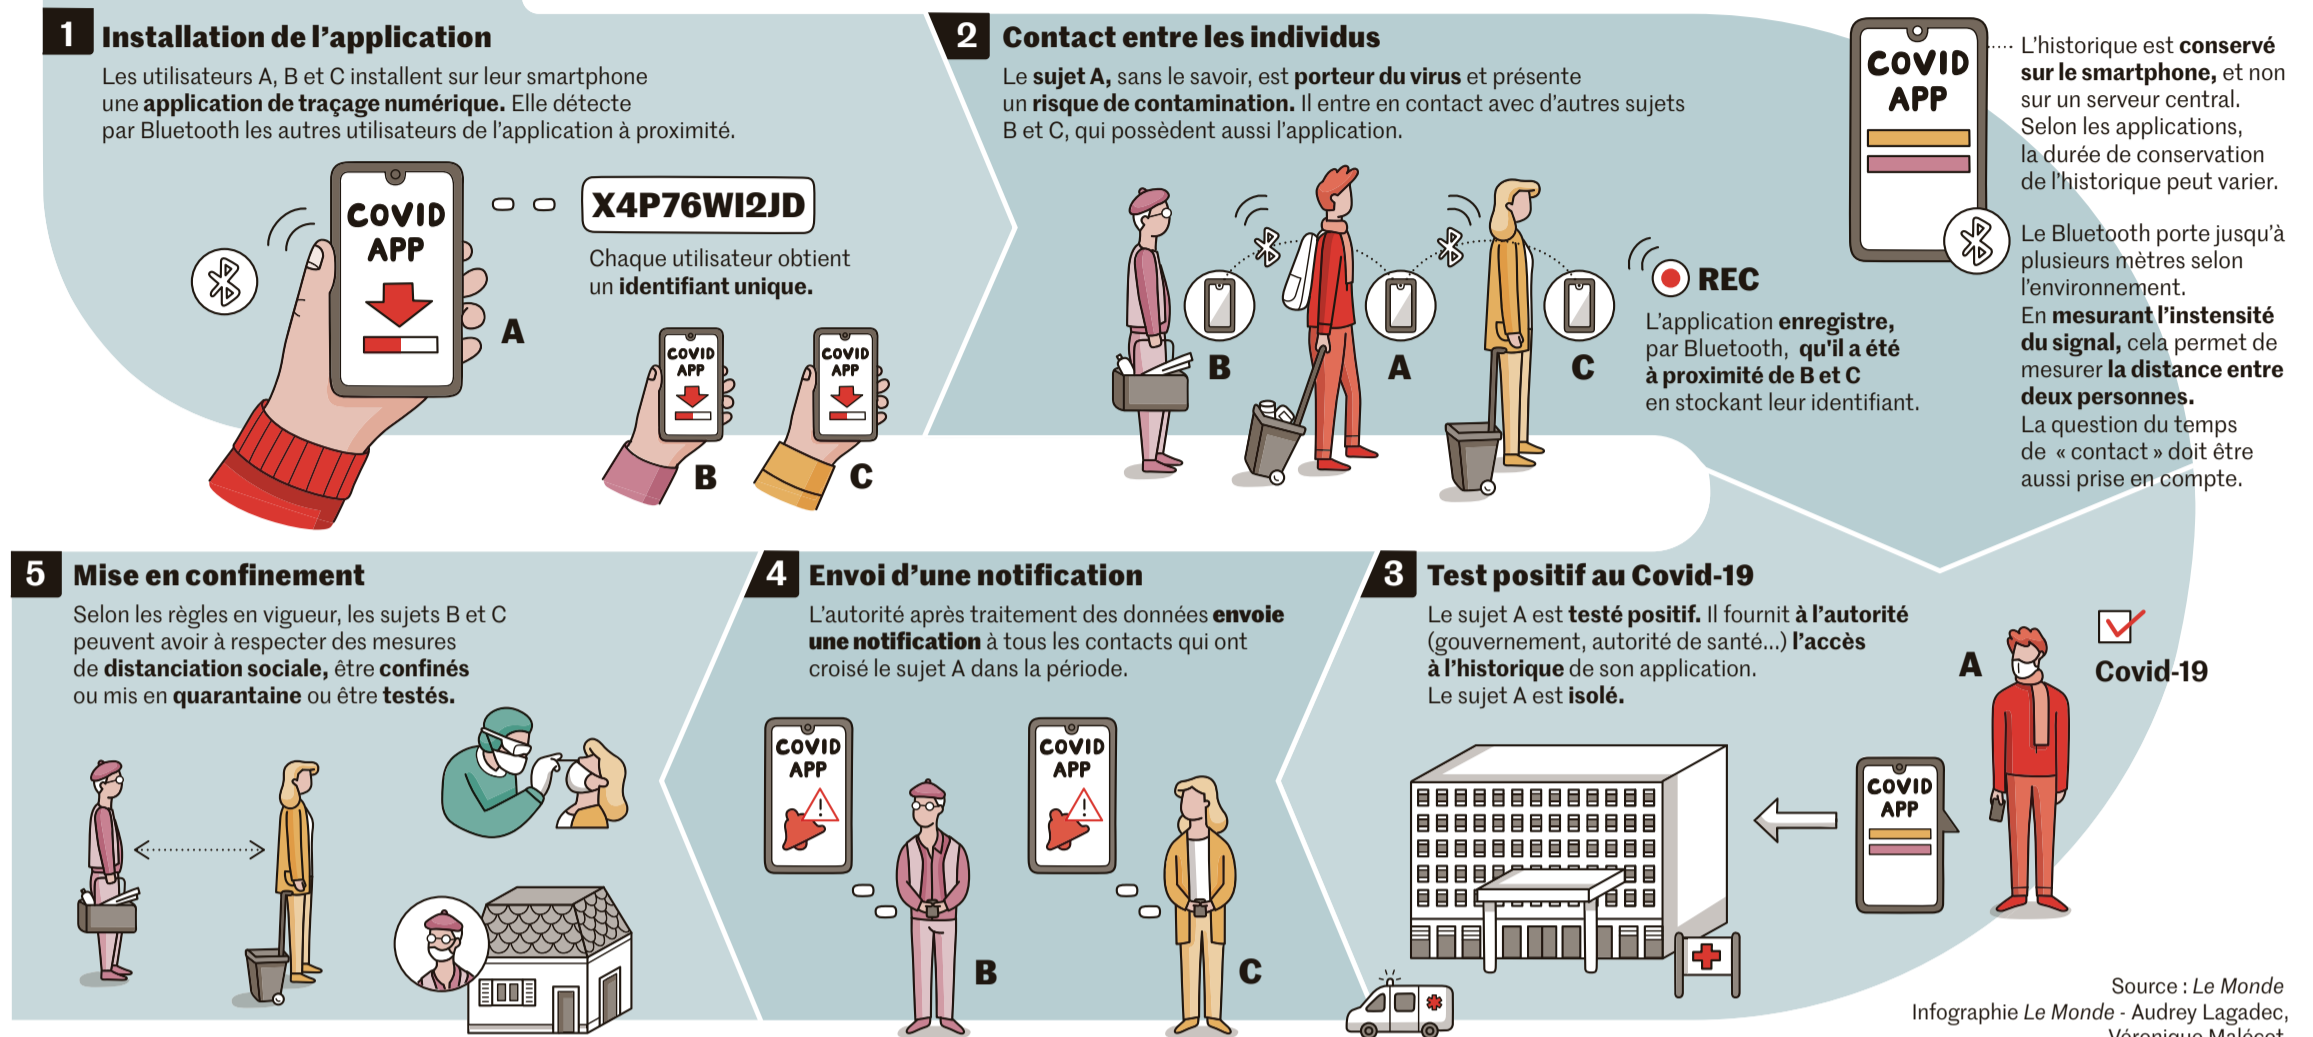 1 Installation de l'application
Les utilisateurs A, B et C installent sur leur smartphone
une application de traçage numérique. Elle détecte
par Bluetooth les autres utilisateurs de l'application à proximité.
COVID
APP
X4P76WI2JD
Chaque utilisateur obtient
un identifiant unique.
A
COVID
APP
B
COVID
APP
C
2 Contact entre les individus
Le sujet A, sans le savoir, est porteur du virus et présente
un risque de contamination. Il entre en contact avec d'autres sujets
B et C, qui possèdent aussi l'application.
B
A
C
REC
L'application enregistre,
par Bluetooth, qu'il a été
à proximité de B et C
en stockant leur identifiant.
COVID
APP
L'historique est conservé
sur le smartphone, et non
sur un serveur central.
Selon les applications,
la durée de conservation
de l'historique peut varier.
Le Bluetooth porte jusqu'à
plusieurs mètres selon
l'environnement.
En mesurant l'instensité
du signal, cela permet de
mesurer la distance entre
deux personnes.
La question du temps
de « contact » doit être
aussi prise en compte.
3 Test positif au Covid-19
Le sujet A est testé positif. Il fournit à l'autorité
(gouvernement, autorité de santé...) l'accès
à l'historique de son application.
Le sujet A est isolé.
A
Covid-19
COVID
APP
4 Envoi d'une notification
L'autorité après traitement des données envoie
une notification à tous les contacts qui ont
croisé le sujet A dans la période.
COVID
APP
!
B
COVID
APP
!
C
5 Mise en confinement
Selon les règles en vigueur, les sujets B et C
peuvent avoir à respecter des mesures
de distanciation sociale, être confinés
ou mis en quarantaine ou être testés.
Source : Le Monde
Infographie Le Monde - Audrey Lagadec,
Véronique Malécot